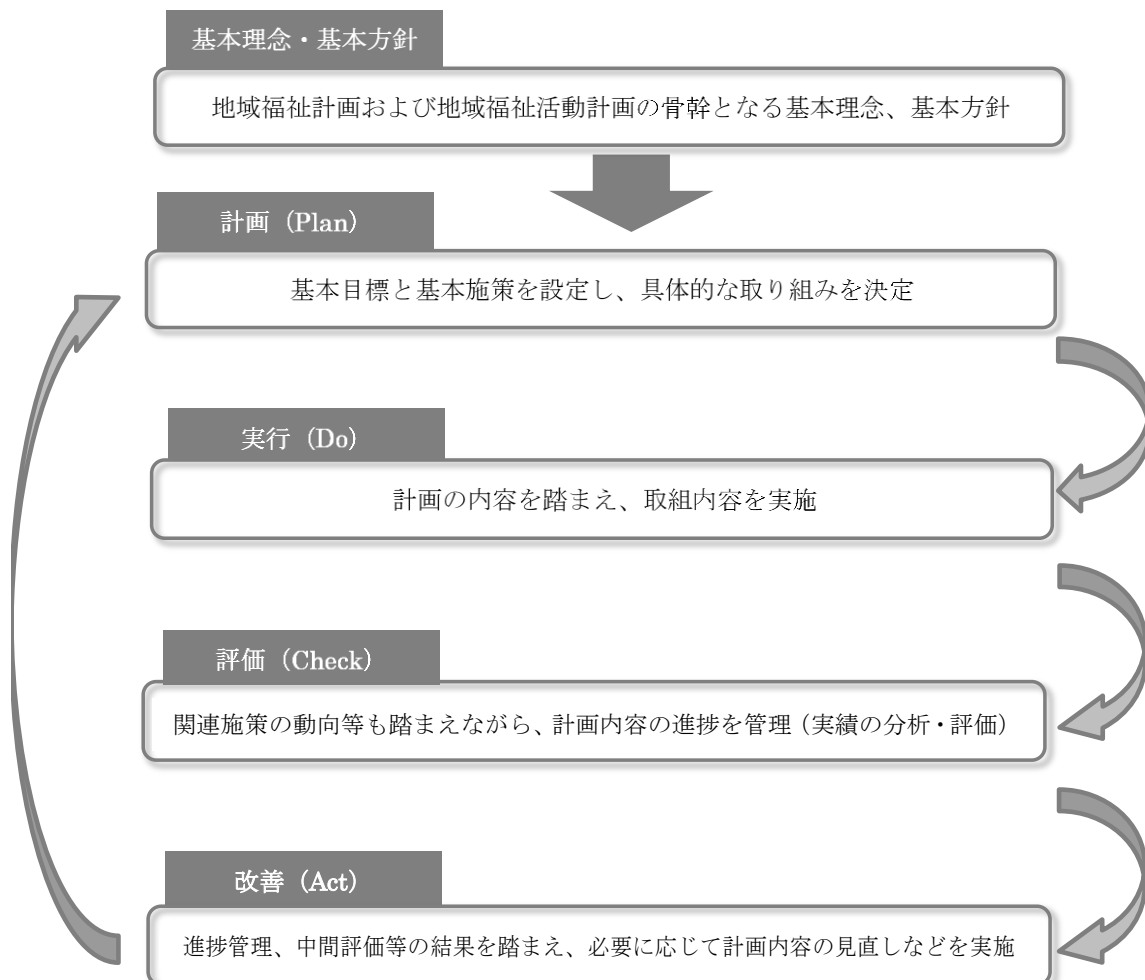 基本理念・基本方針
地域福祉計画および地域福祉活動計画の骨幹となる基本理念、基本方針
計画（Plan）
基本目標と基本施策を設定し、具体的な取り組みを決定
実行（Do）
計画の内容を踏まえ、取組内容を実施
評価（Check）
関連施策の動向等も踏まえながら、計画内容の進捗を管理（実績の分析・評価）
改善（Act）
進捗管理、中間評価等の結果を踏まえ、必要に応じて計画内容の見直しなどを実施